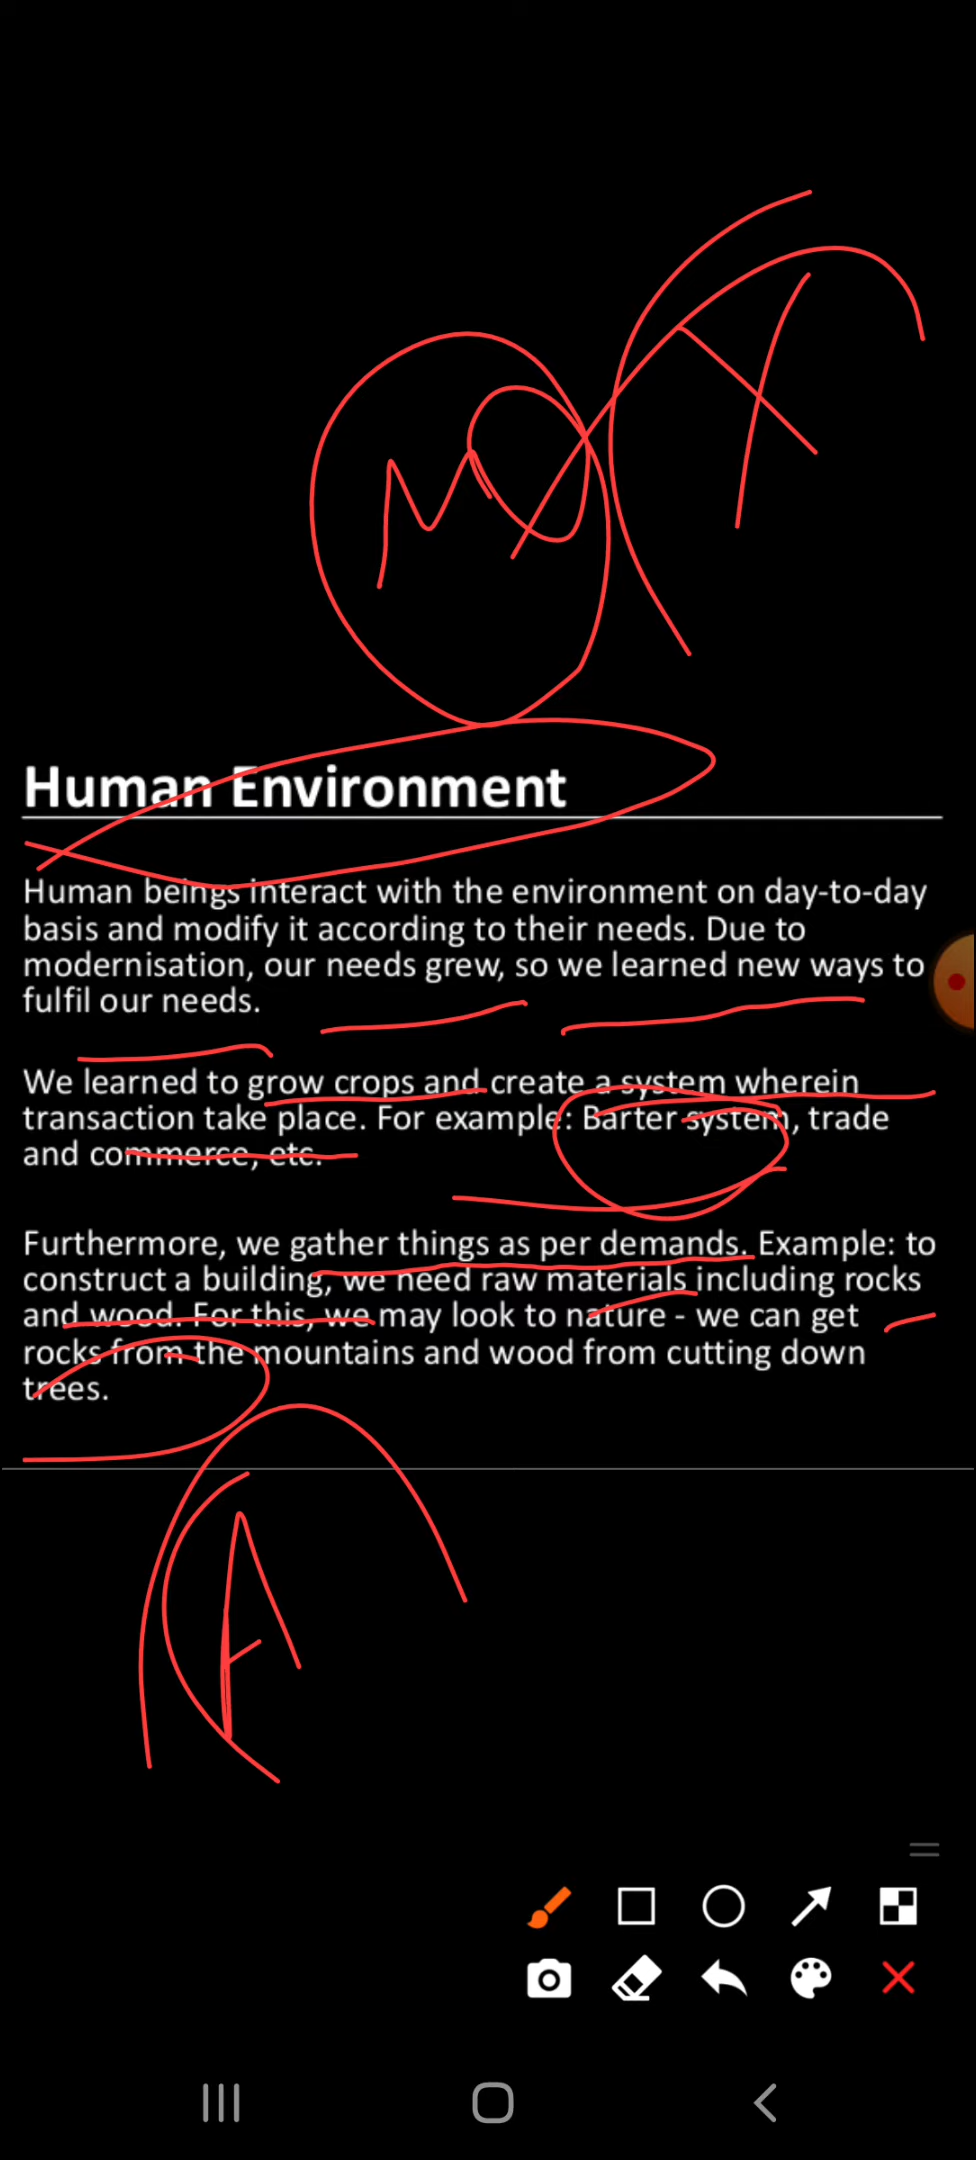 Human Environment
Human beings interact with the environment on day-to-day
basis and modify it according to their needs. Due to
modernisation, our needs grew, so we learned new ways to
fulfil our needs.
We learned to grow crops and create a system wherein
transaction take place. For example: Barter system, trade
and commerce, etc.
Furthermore, we gather things as per demands. Example: to
construct a building, we need raw materials including rocks
and wood. For this, we may look to nature - we can get
rocks from the mountains and wood from cutting down
trees.